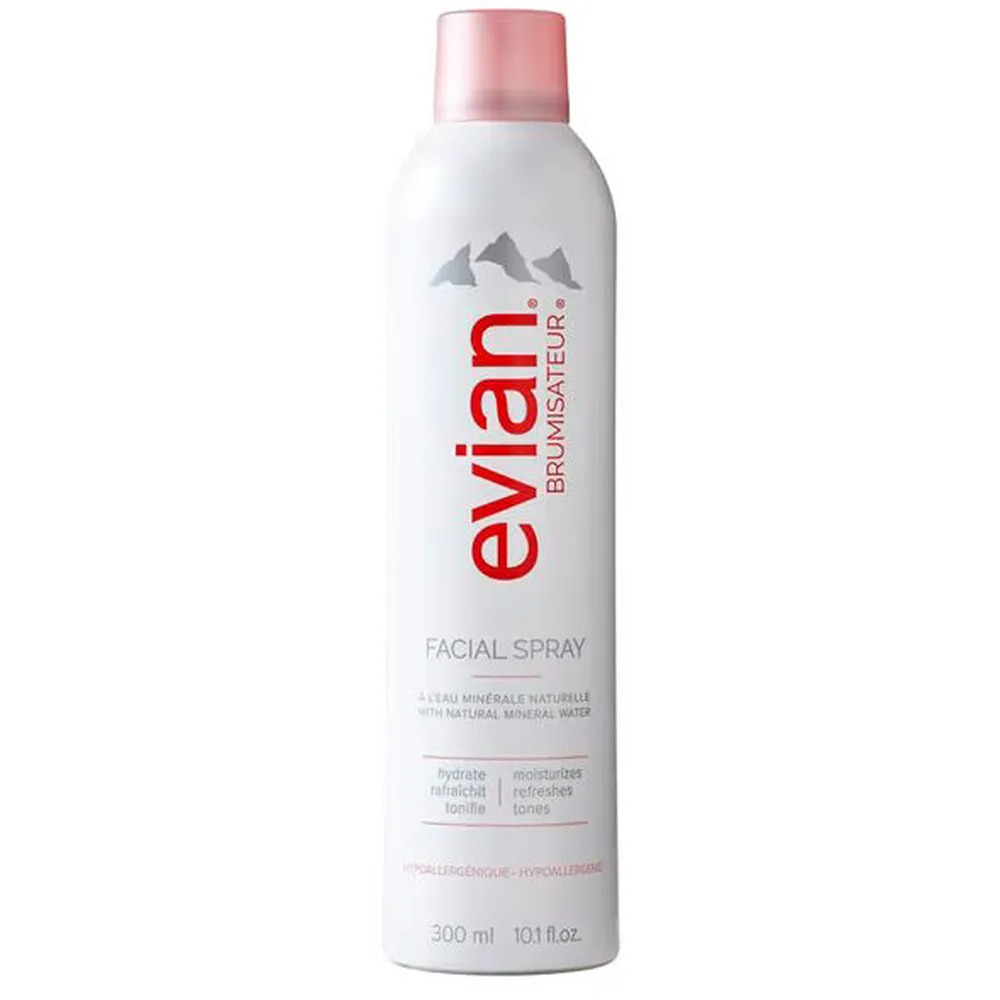 evian®
BRUMISATEUR®
FACIAL SPRAY
À L'EAU MINÉRALE NATURELLE
WITH NATURAL MINERAL WATER
hydrate
rafraîchit
tonifie
moisturizes
refreshes
tones
HYPOALLERGÉNIQUE - HYPOALLERGENIC
300 ml 10.1 fl.oz.